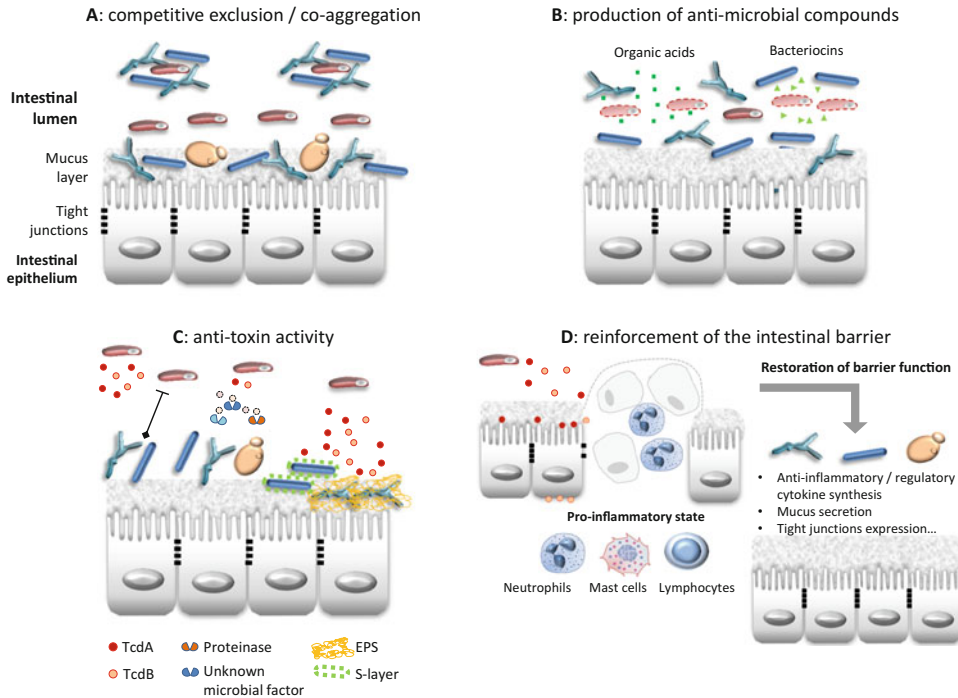 A: competitive exclusion / co-aggregation
Intestinal
lumen
Mucus
layer
Tight
junctions
Intestinal
epithelium
B: production of anti-microbial compounds
Organic acids
Bacteriocins
C: anti-toxin activity
TcdA
TcdB
Proteinase
Unknown
microbial factor
EPS
S-layer
D: reinforcement of the intestinal barrier
Restoration of barrier function
• Anti-inflammatory / regulatory
cytokine synthesis
• Mucus secretion
• Tight junctions expression...
Pro-inflammatory state
Neutrophils
Mast cells
Lymphocytes